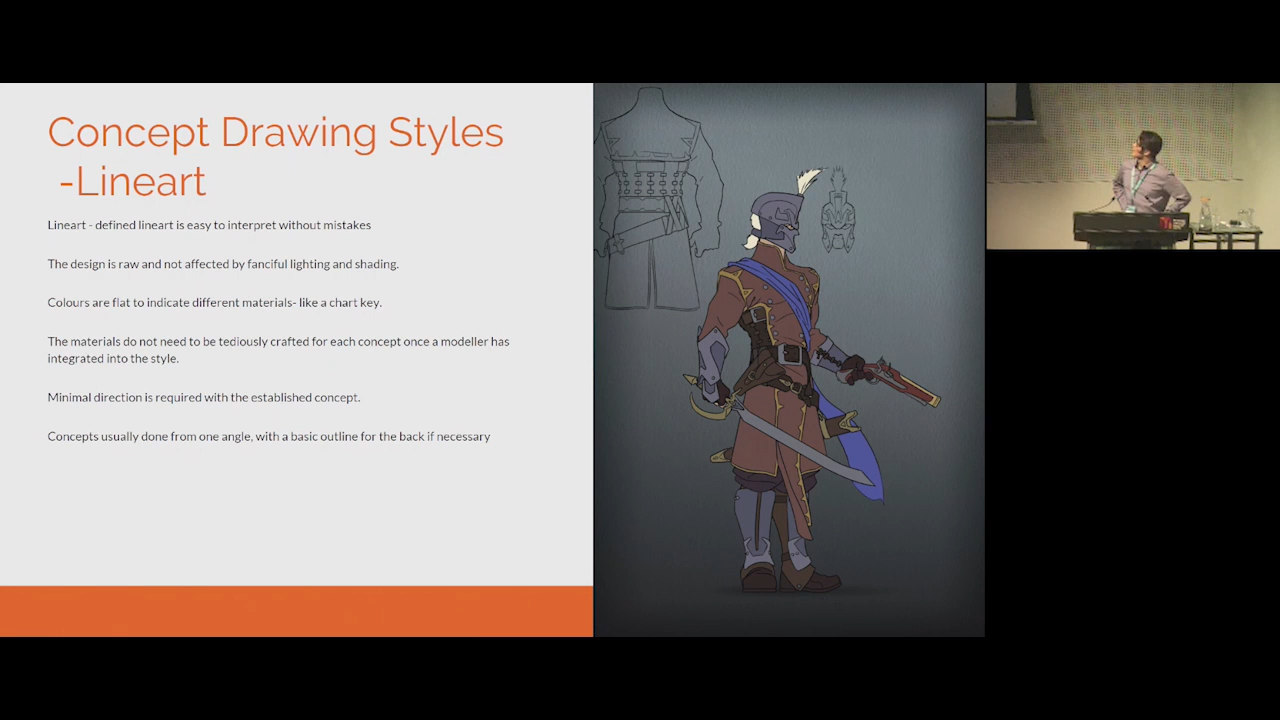 Concept Drawing Styles
-Lineart
Lineart - defined lineart is easy to interpret without mistakes
The design is raw and not affected by fanciful lighting and shading.
Colours are flat to indicate different materials- like a chart key.
The materials do not need to be tediously crafted for each concept once a modeller has
integrated into the style.
Minimal direction is required with the established concept.
Concepts usually done from one angle, with a basic outline for the back if necessary